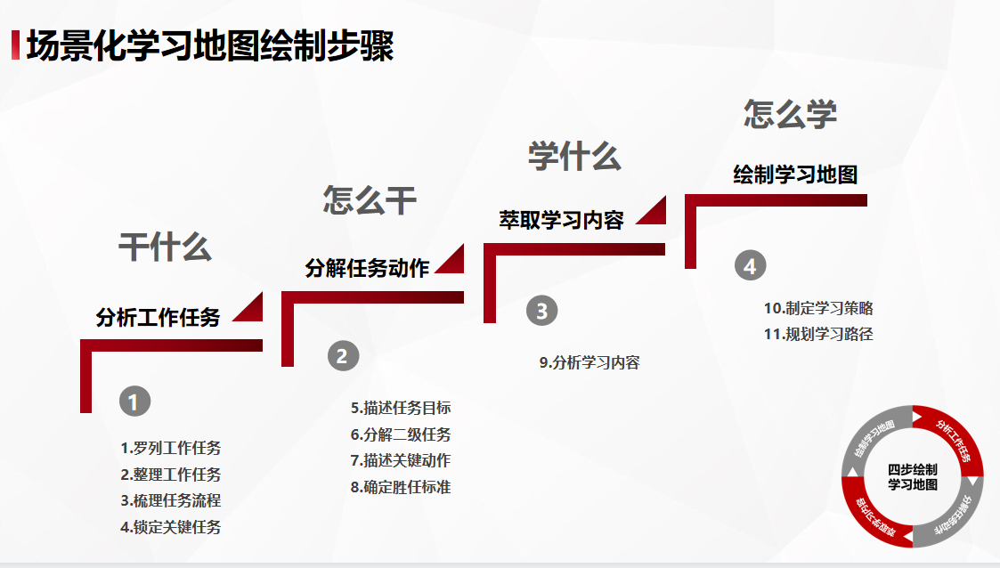 场景化学习地图绘制步骤
干什么
分析工作任务
1
1.罗列工作任务
2.整理工作任务
3.梳理任务流程
4.锁定关键任务
怎么干
分解任务动作
2
5.描述任务目标
6.分解二级任务
7.描述关键动作
8.确定胜任标准
学什么
萃取学习内容
3
9.分析学习内容
怎么学
绘制学习地图
4
10.制定学习策略
11.规划学习路径
四步绘制
学习地图
分析工作任务
分解任务动作
萃取学习内容
绘制学习地图